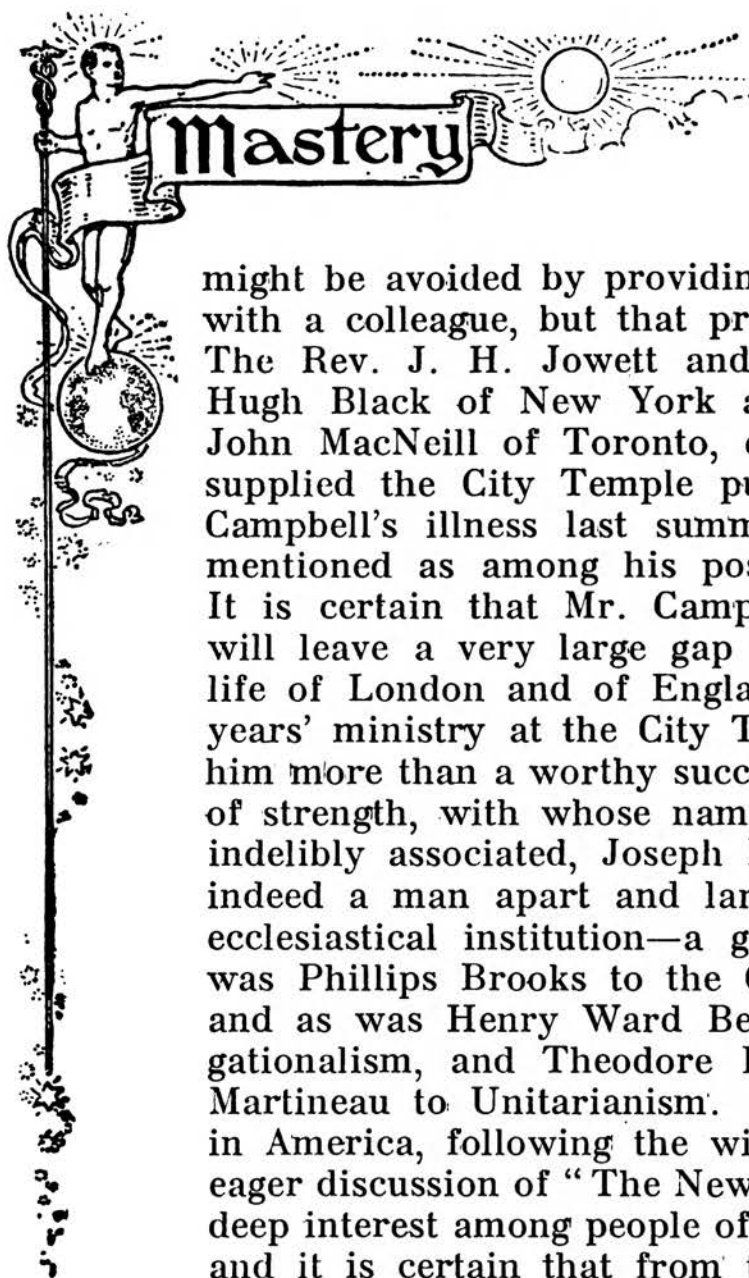 Mastery
might be avoided by providin
with a colleague, but that pr
The Rev. J. H. Jowett and
Hugh Black of New York a
John MacNeill of Toronto,
supplied the City Temple pu
Campbell's illness last summ
mentioned as among his pos
It is certain that Mr. Camp
will leave a very large gap
life of London and of Engla
years' ministry at the City T
him more than a worthy succ
of strength, with whose nam
indelibly associated, Joseph
indeed a man apart and lar
ecclesiastical institution—a g
was Phillips Brooks to the
and as was Henry Ward Be
gationalism, and Theodore
Martineau to Unitarianism.
in America, following the wi
eager discussion of “ The New
deep interest among people of
and it is certain that from